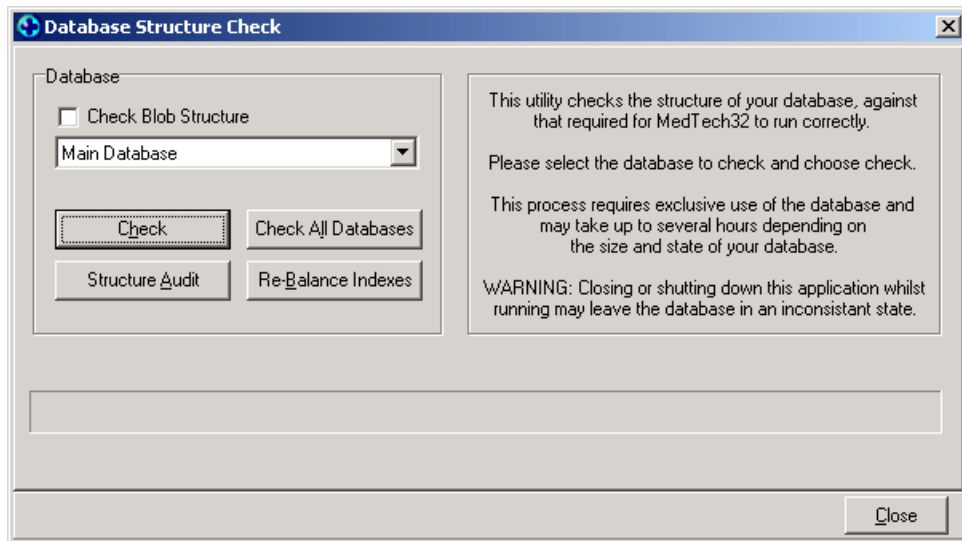 Database Structure Check
Database
Check Blob Structure
Main Database
Check
Check All Databases
Structure Audit
Re-Balance Indexes
This utility checks the structure of your database, against
that required for MedTech32 to run correctly.
Please select the database to check and choose check.
This process requires exclusive use of the database and
may take up to several hours depending on
the size and state of your database.
WARNING: Closing or shutting down this application whilst
running may leave the database in an inconsistant state.
Close